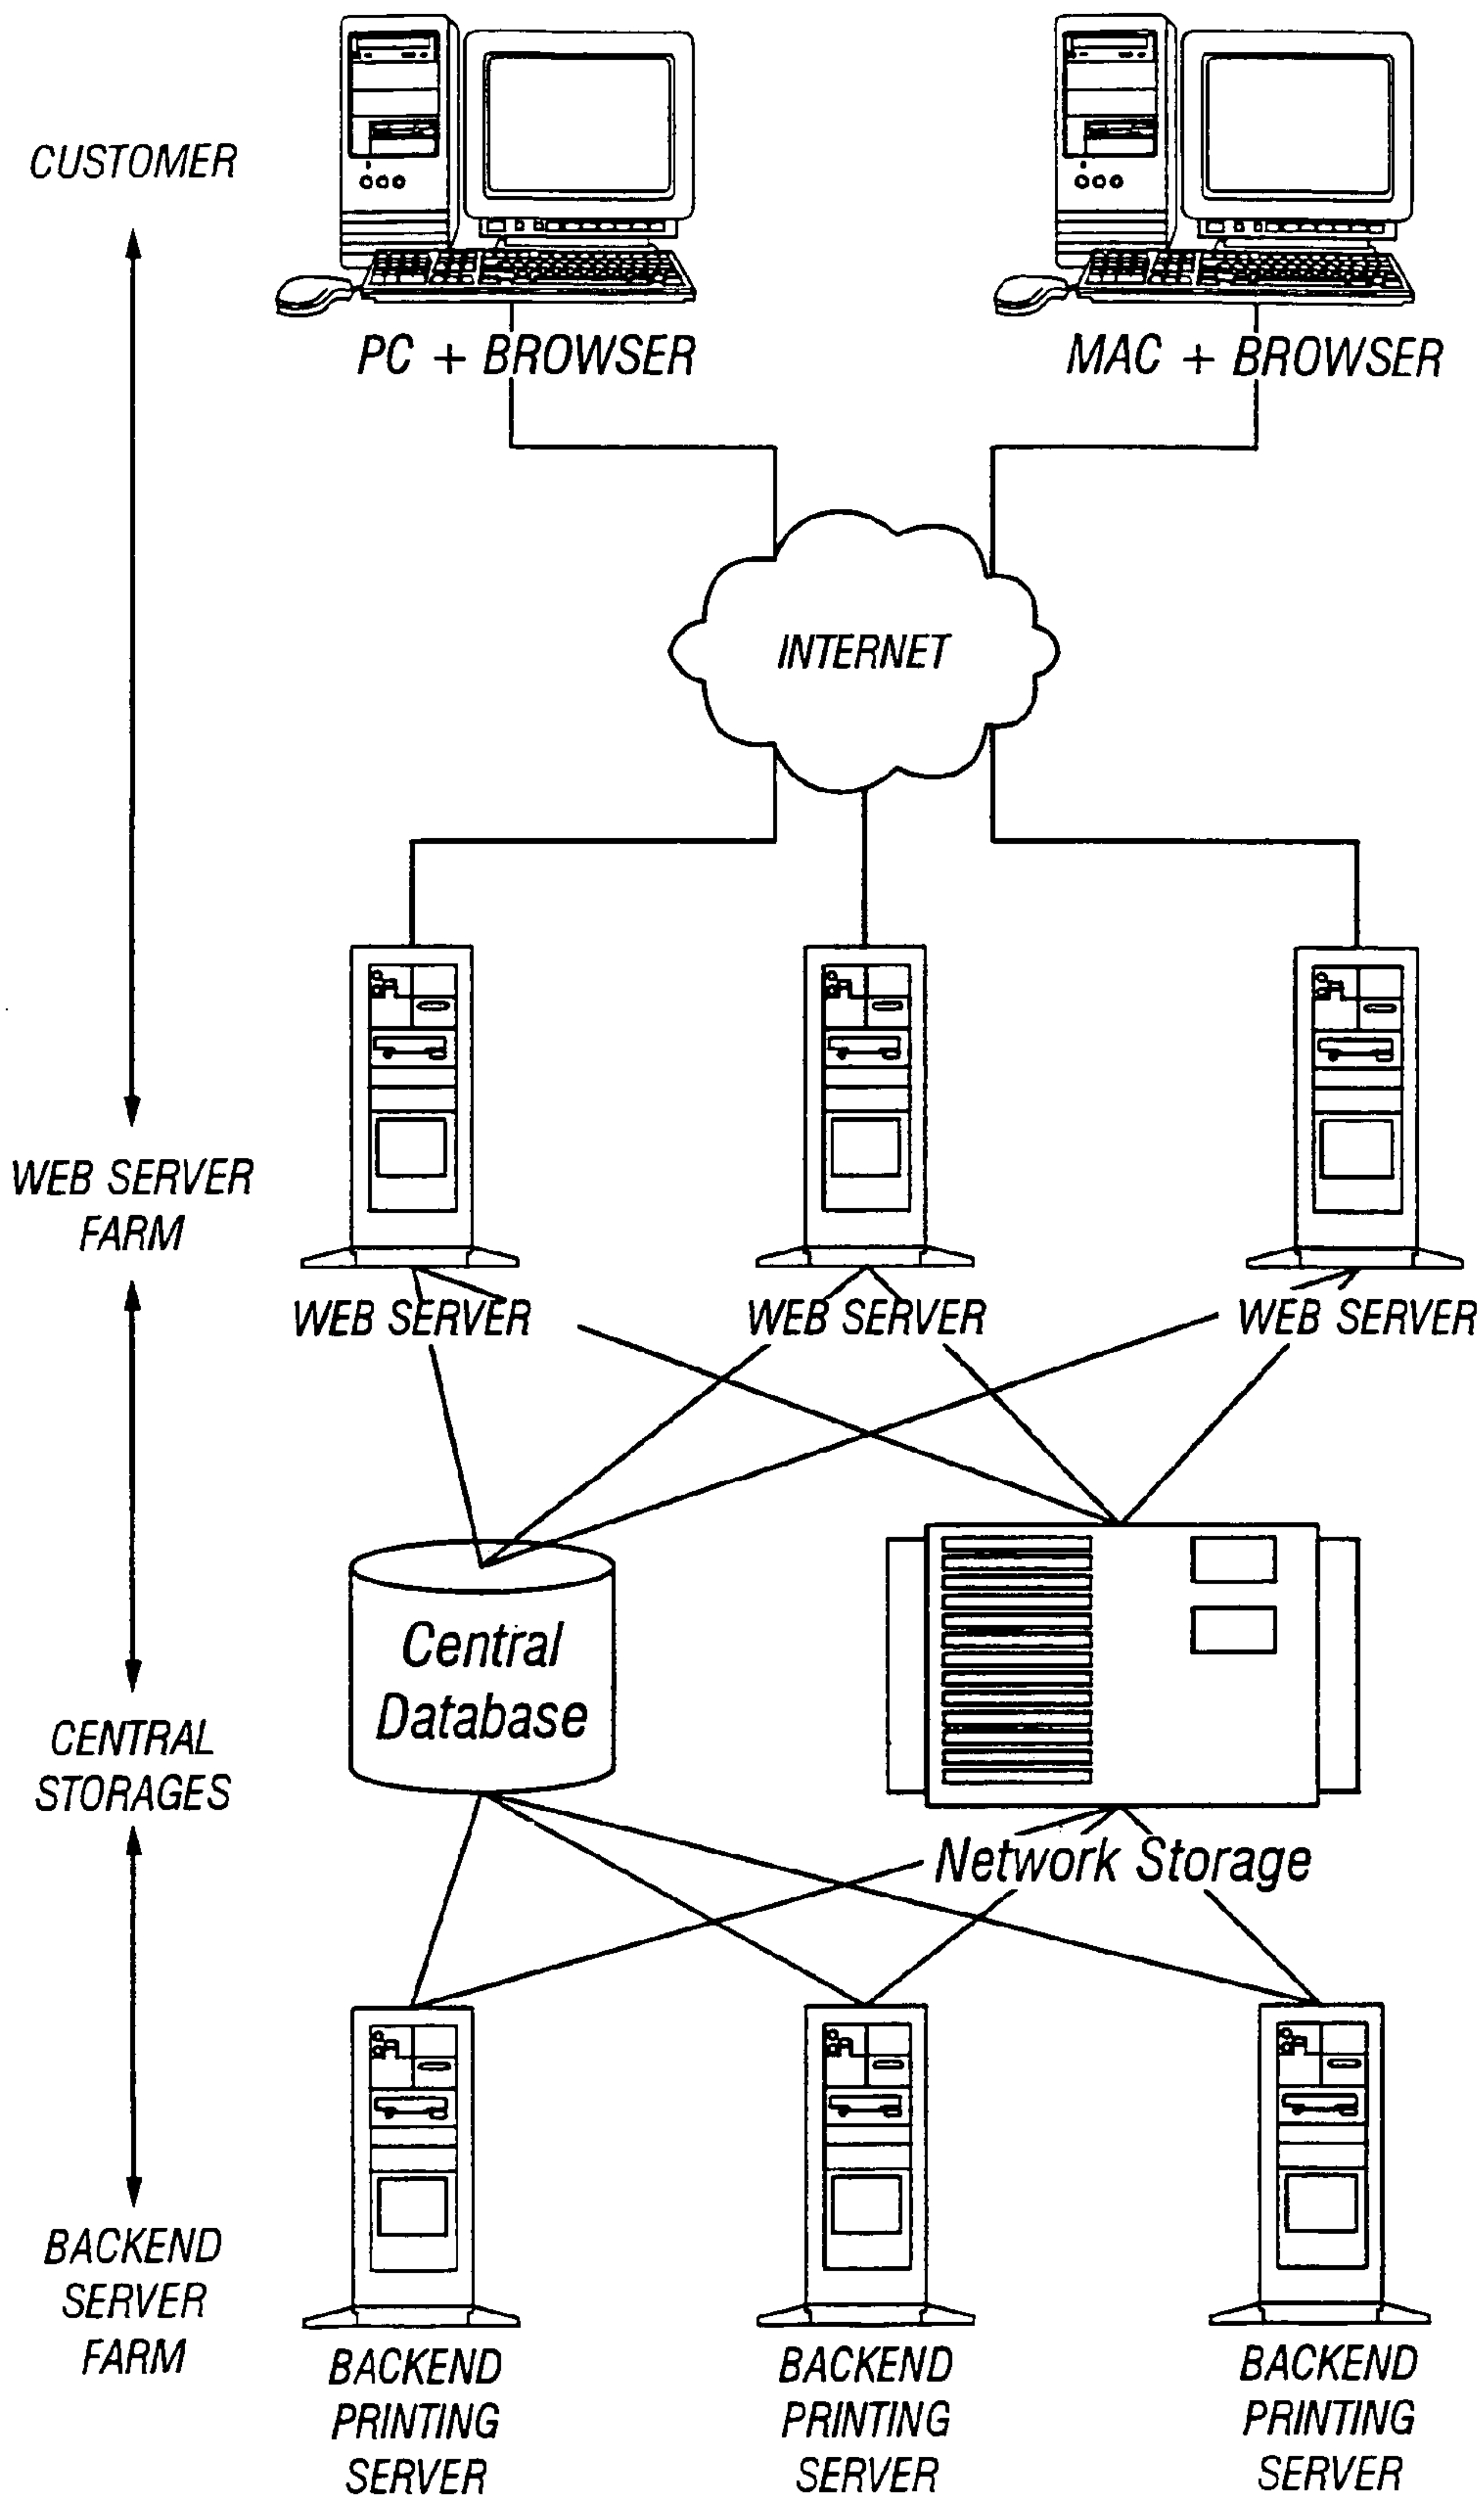 CUSTOMER
PC + BROWSER
MAC + BROWSER
INTERNET
WEB SERVER
FARM
WEB SERVER
WEB SERVER
WEB SERVER
Central
Database
CENTRAL
STORAGES
Network Storage
BACKEND
SERVER
FARM
BACKEND
PRINTING
SERVER
BACKEND
PRINTING
SERVER
BACKEND
PRINTING
SERVER